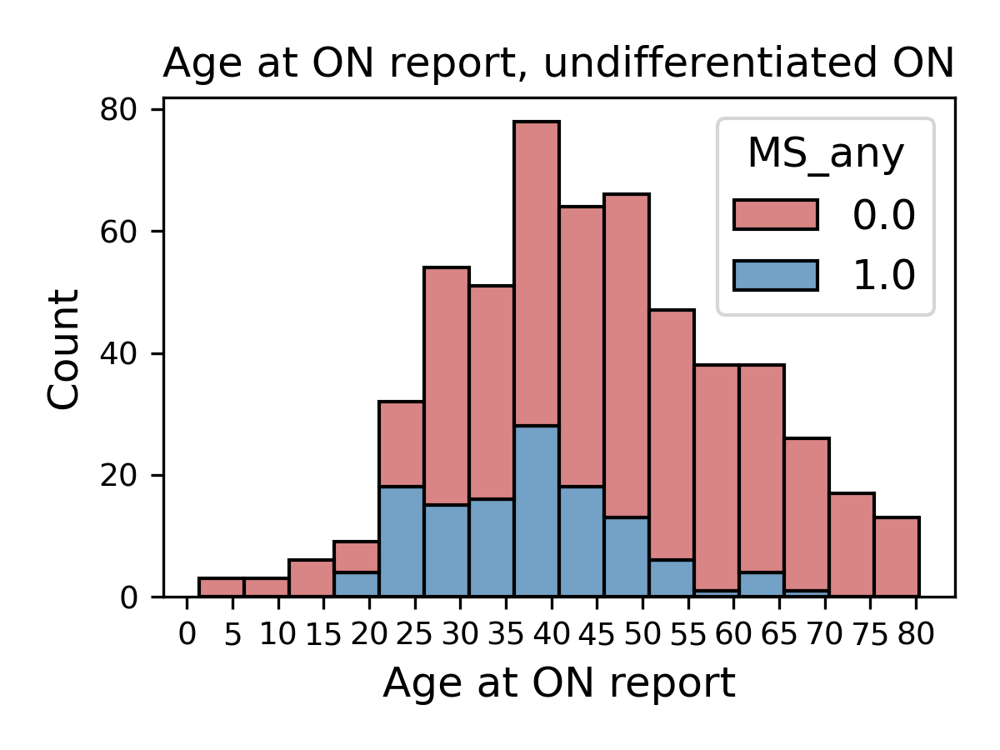 Age at ON report, undifferentiated ON
MS_any
0.0
1.0
Count
80
60
40
20
0
0 5 10 15 20 25 30 35 40 45 50 55 60 65 70 75 80
Age at ON report